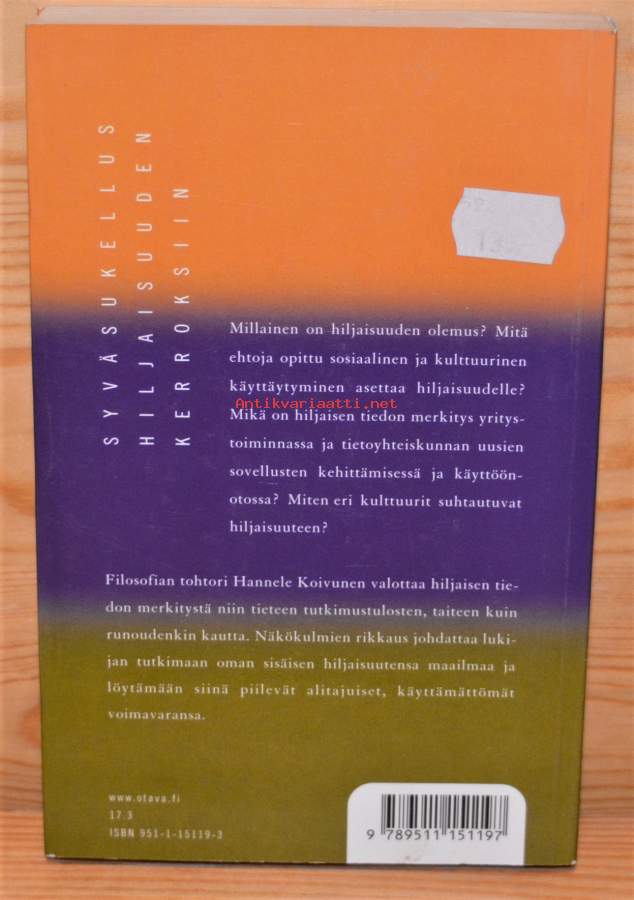 SYVÄSUKELLUS
HILJAISUUDEN
KERROKSIIN
Millainen on hiljaisuuden olemus? Mitä
ehtoja opittu sosiaalinen ja kulttuurinen
käyttäytyminen asettaa hiljaisuudelle?
Antikvariaatti.net
Mikä on hiljaisen tiedon merkitys yritys-
toiminnassa ja tietoyhteiskunnan uusien
sovellusten kehittämisessä ja käyttöön-
otossa? Miten eri kulttuurit suhtautuvat
hiljaisuuteen?
Filosofian tohtori Hannele Koivunen valottaa hiljaisen tie-
don merkitystä niin tieteen tutkimustulosten, taiteen kuin
runoudenkin kautta. Näkökulmien rikkaus johdattaa luki-
jan tutkimaan oman sisäisen hiljaisuutensa maailmaa ja
löytämään siinä piilevät alitajuiset, käyttämättömät
voimavaransa.
www.otava.fi
17.3
ISBN 951-1-15119-3
9 789511 151197